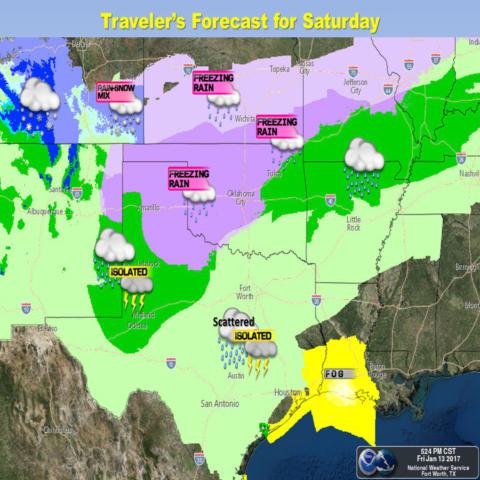 Traveler's Forecast for Saturday
Topeka
Kansas
City
Jefferson
City
FREEZING
RAIN
RAIN-SNOW
MIX
Wichita
FREEZING
RAIN
Tulsa
Nashvill
FREEZING
RAIN
Santa
Albuquerque
Amarillo
Oklahoma
City
Little
Rock
Birming
Lubbock
ISOLATED
Midland
Odessa
El Paso
Fort
Worth
Scattered
ISOLATED
Austin
San Antonio
Houston
FOG
Baton
Rouge
Chihuahua
524 PM CST
Fri Jan 13 2017
National Weather Service
Fort Worth, TX